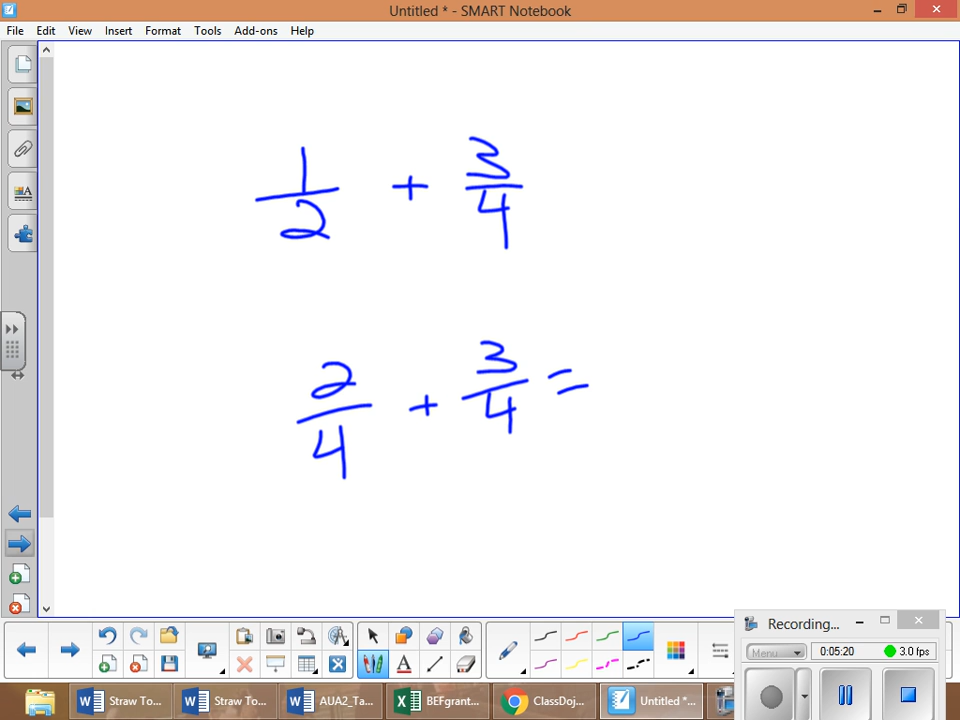 Untitled * - SMART Notebook
File Edit View Insert Format Tools Add-ons Help
1/2 + 3/4
2/4 + 3/4 =
Recording...
Menu 0:05:20 3.0 fps
Straw To... Straw To... AUA2_Ta... BEFgrant... ClassDoj... Untitled *...